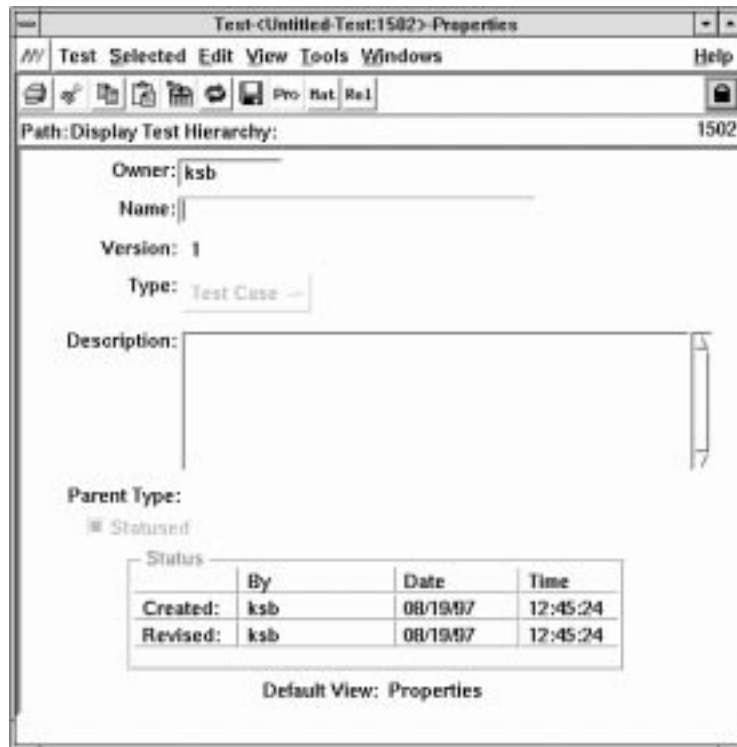 Test-<Untitled-Test:1502>-Properties
Test Selected Edit View Tools Windows Help
Pro Mat Rel
Path:Display Test Hierarchy: 1502
Owner: ksb
Name:
Version: 1
Type: Test Case
Description:
Parent Type:
Statused
Status
By Date Time
Created: ksb 08/19/97 12:45:24
Revised: ksb 08/19/97 12:45:24
Default View: Properties